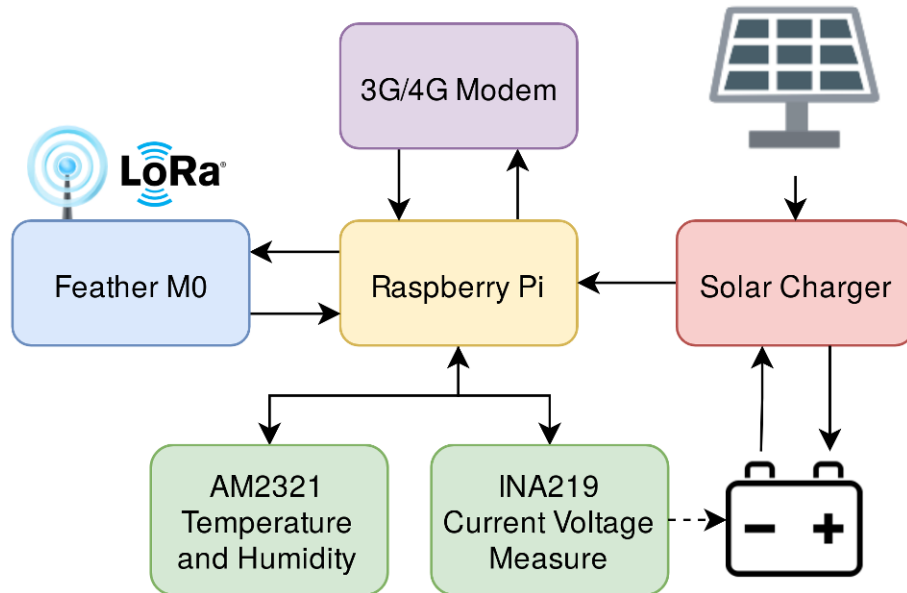 3G/4G Modem
LoRa®
Feather M0
Raspberry Pi
Solar Charger
AM2321
Temperature
and Humidity
INA219
Current Voltage
Measure